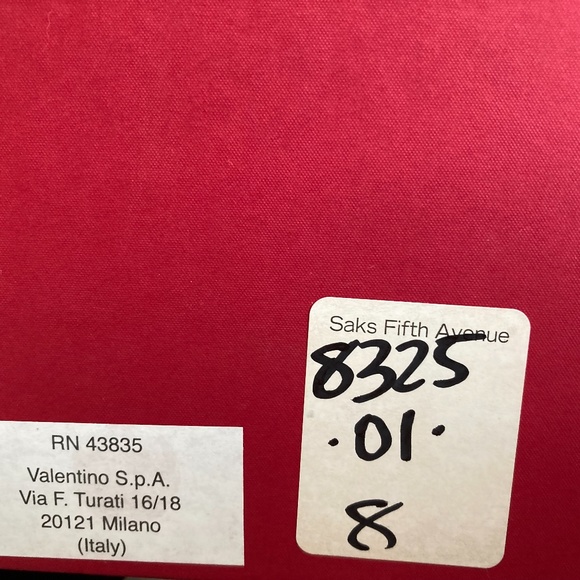 Saks Fifth Avenue
8325
·01·
8
RN 43835
Valentino S.p.A.
Via F. Turati 16/18
20121 Milano
(Italy)